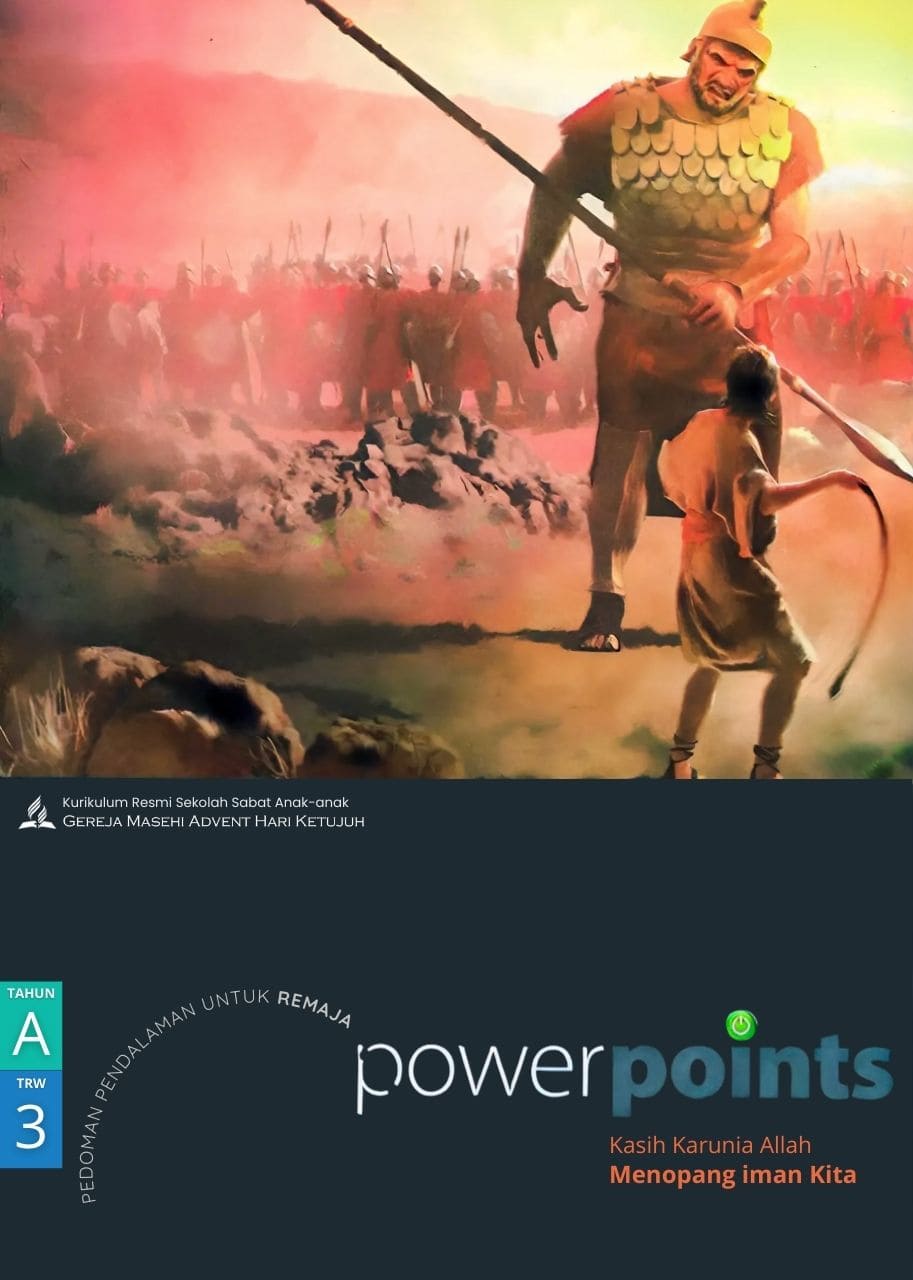 Kurikulum Resmi Sekolah Sabat Anak-anak
GEREJA MASEHI ADVENT HARI KETUJUH
TAHUN
A
TRW
3
PEDOMAN PENDALAMAN UNTUK REMAJA
powerpoints
Kasih Karunia Allah
Menopang iman Kita